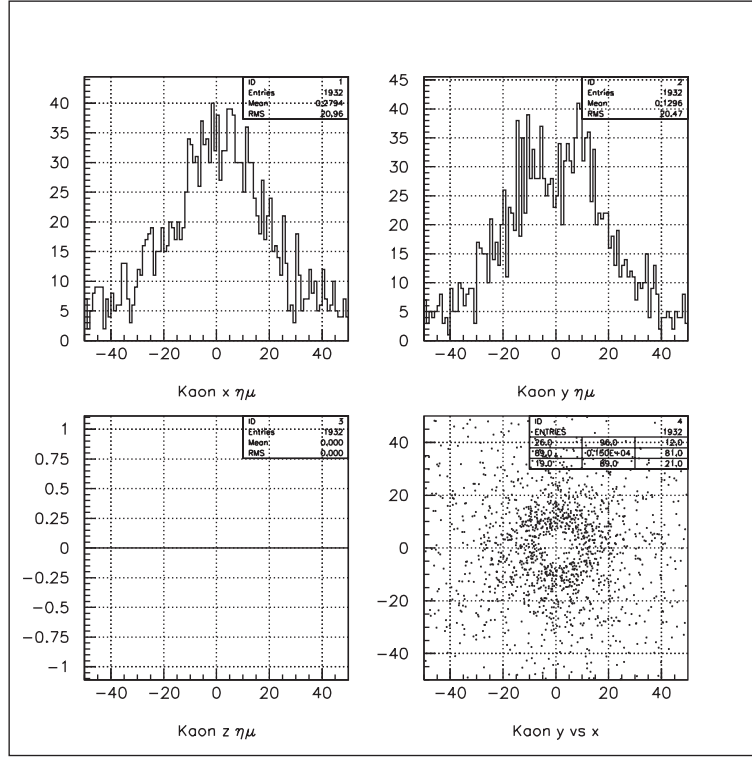 ID 1
Entries 1932
Mean 0.2794
RMS 20.96
40
35
30
25
20
15
10
5
0
−40 −20 0 20 40
Kaon x ημ
ID 2
Entries 1932
Mean 0.1296
RMS 20.47
45
40
35
30
25
20
15
10
5
0
−40 −20 0 20 40
Kaon y ημ
ID 3
Entries 1932
Mean 0.000
RMS 0.000
1
0.75
0.5
0.25
0
−0.25
−0.5
−0.75
−1
−40 −20 0 20 40
Kaon z ημ
ID 4
ENTRIES 1932
26.0 96.0 12.0
89.0 0.150E+04 81.0
19.0 89.0 21.0
40
20
0
−20
−40
−40 −20 0 20 40
Kaon y vs x